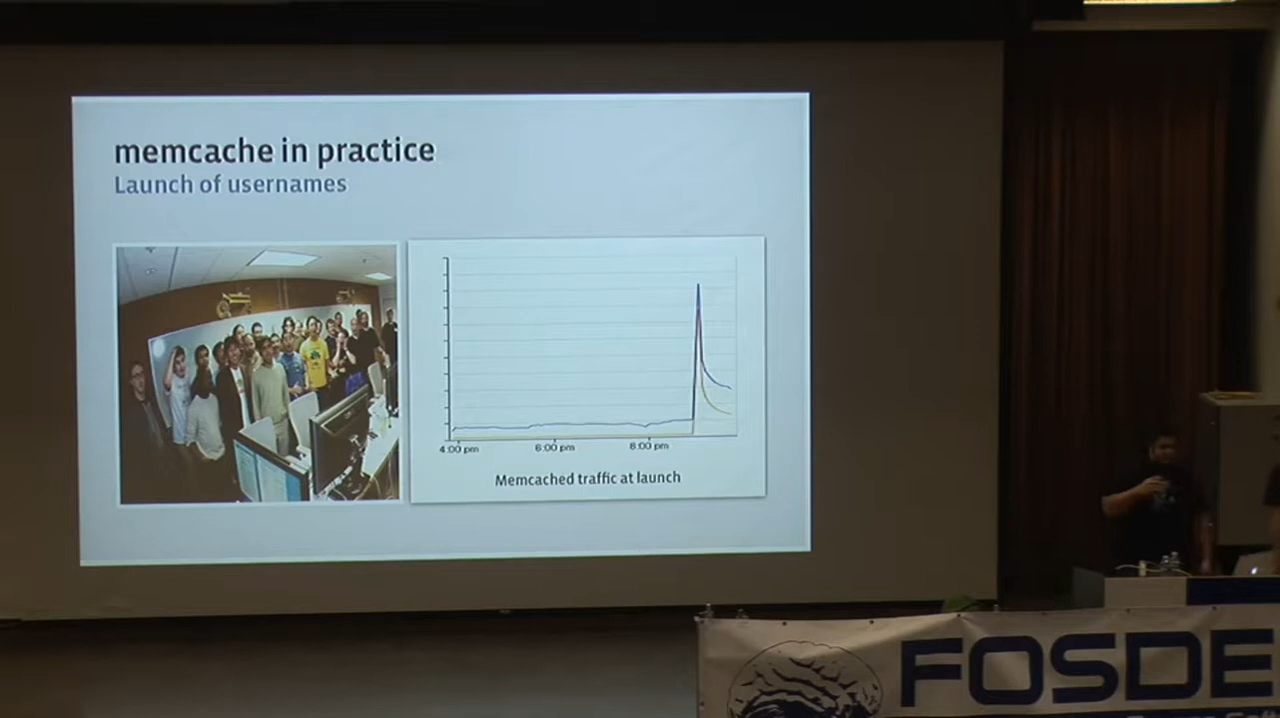 memcache in practice
Launch of usernames
4:00 pm
6:00 pm
8:00 pm
Memcached traffic at launch
FOSDE